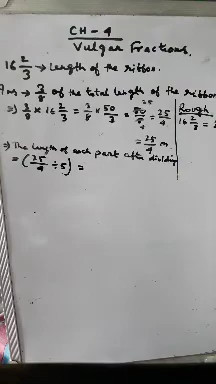 CH - 4
Vulgar Fractions.
16 2/3 → Length of the ribbon.
Ans → 3/8 of the total length of the ribbon
⇒) 3/8 × 16 2/3 = 3/8 × 50/3 = 50/8 = 25/4
= 25/4 m.
Rough
16 2/3 =
⇒) The length of each part after dividing
= (25/4 ÷ 5) =